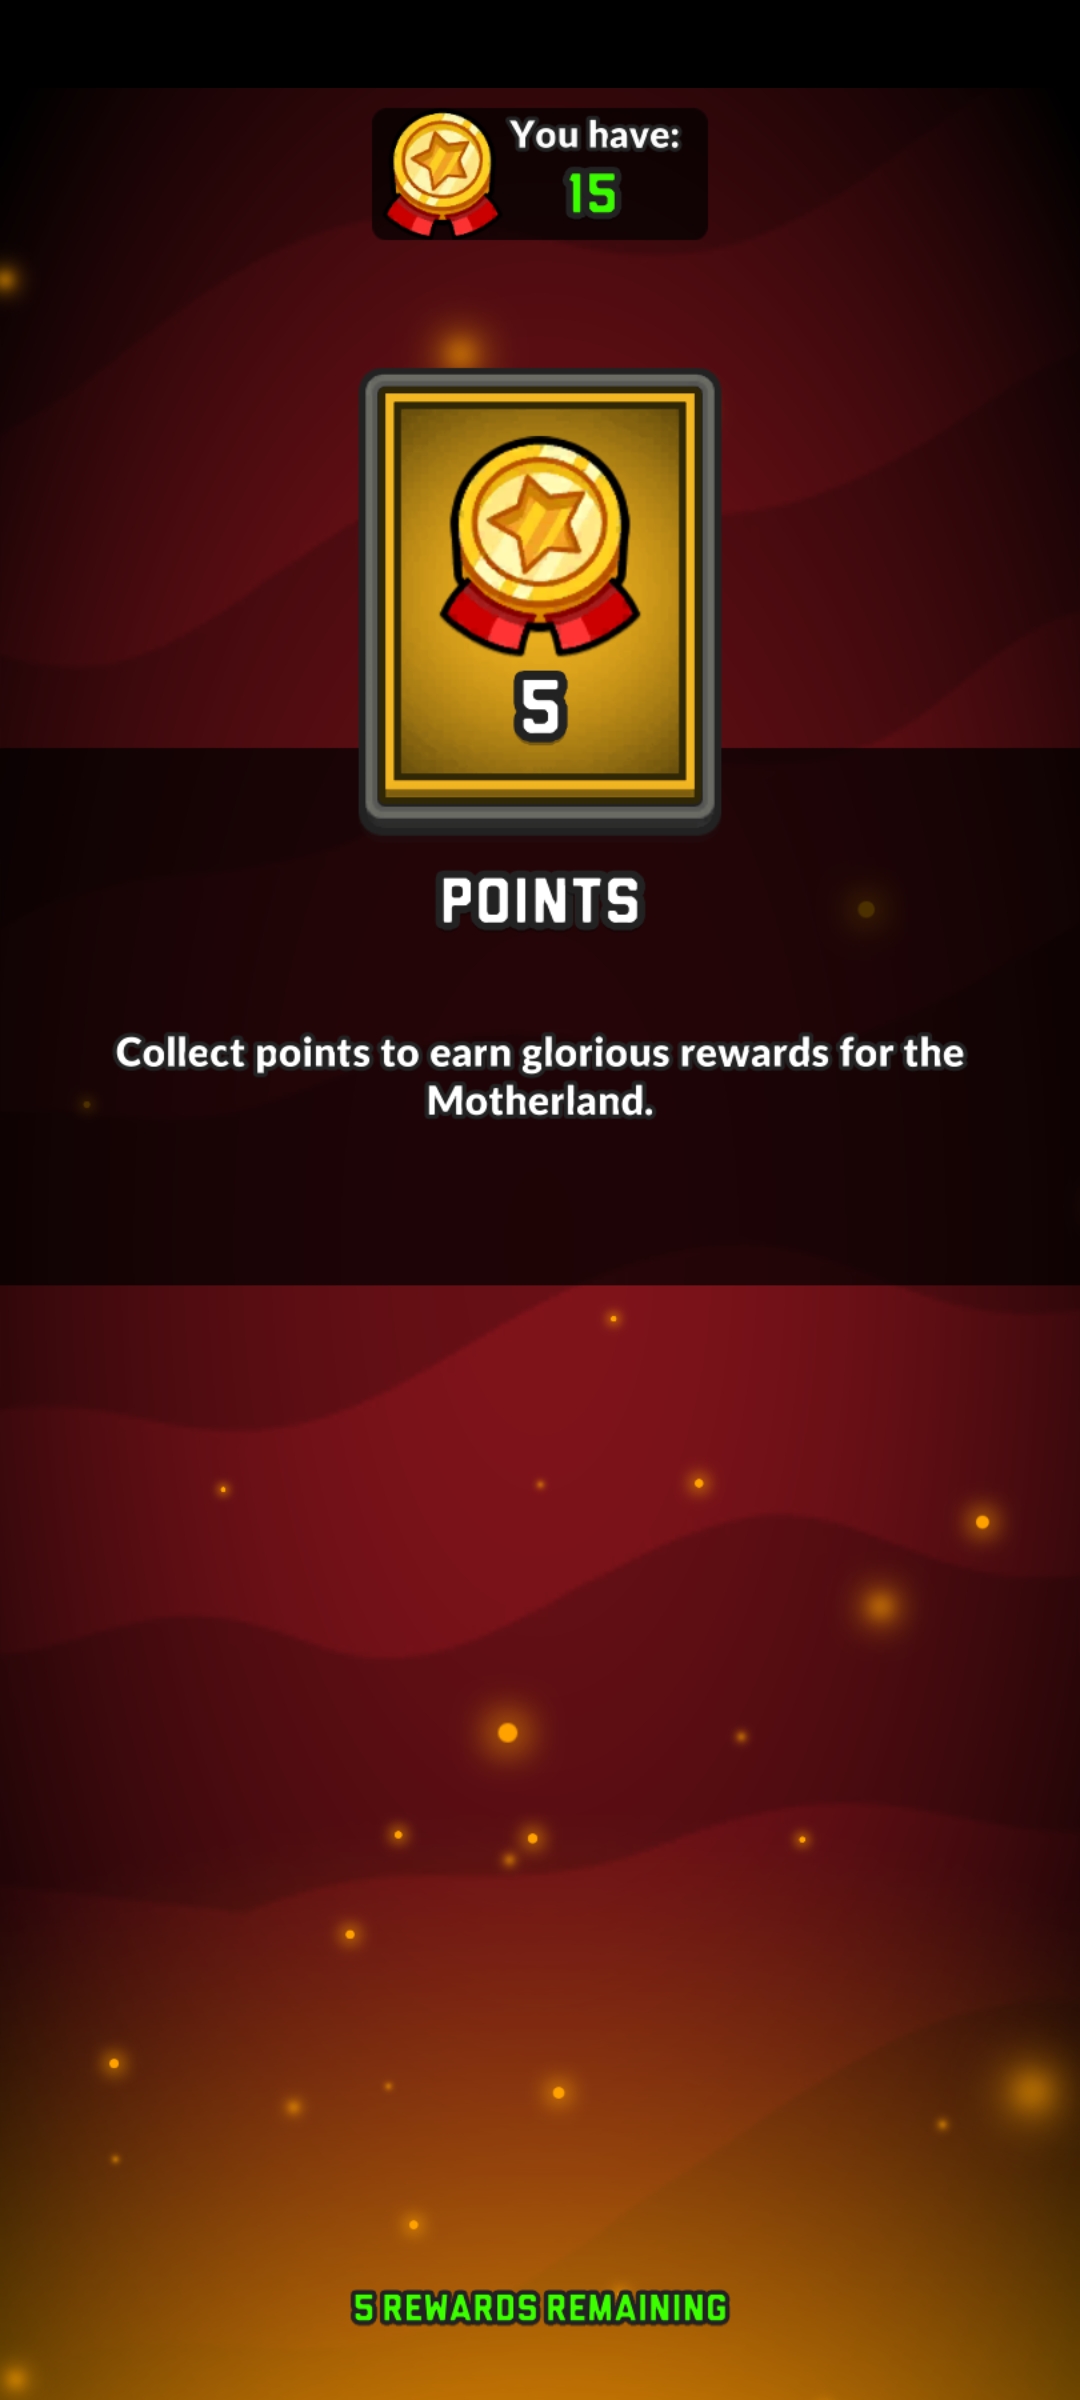 You have:
15
5
POINTS
Collect points to earn glorious rewards for the
Motherland.
5 REWARDS REMAINING